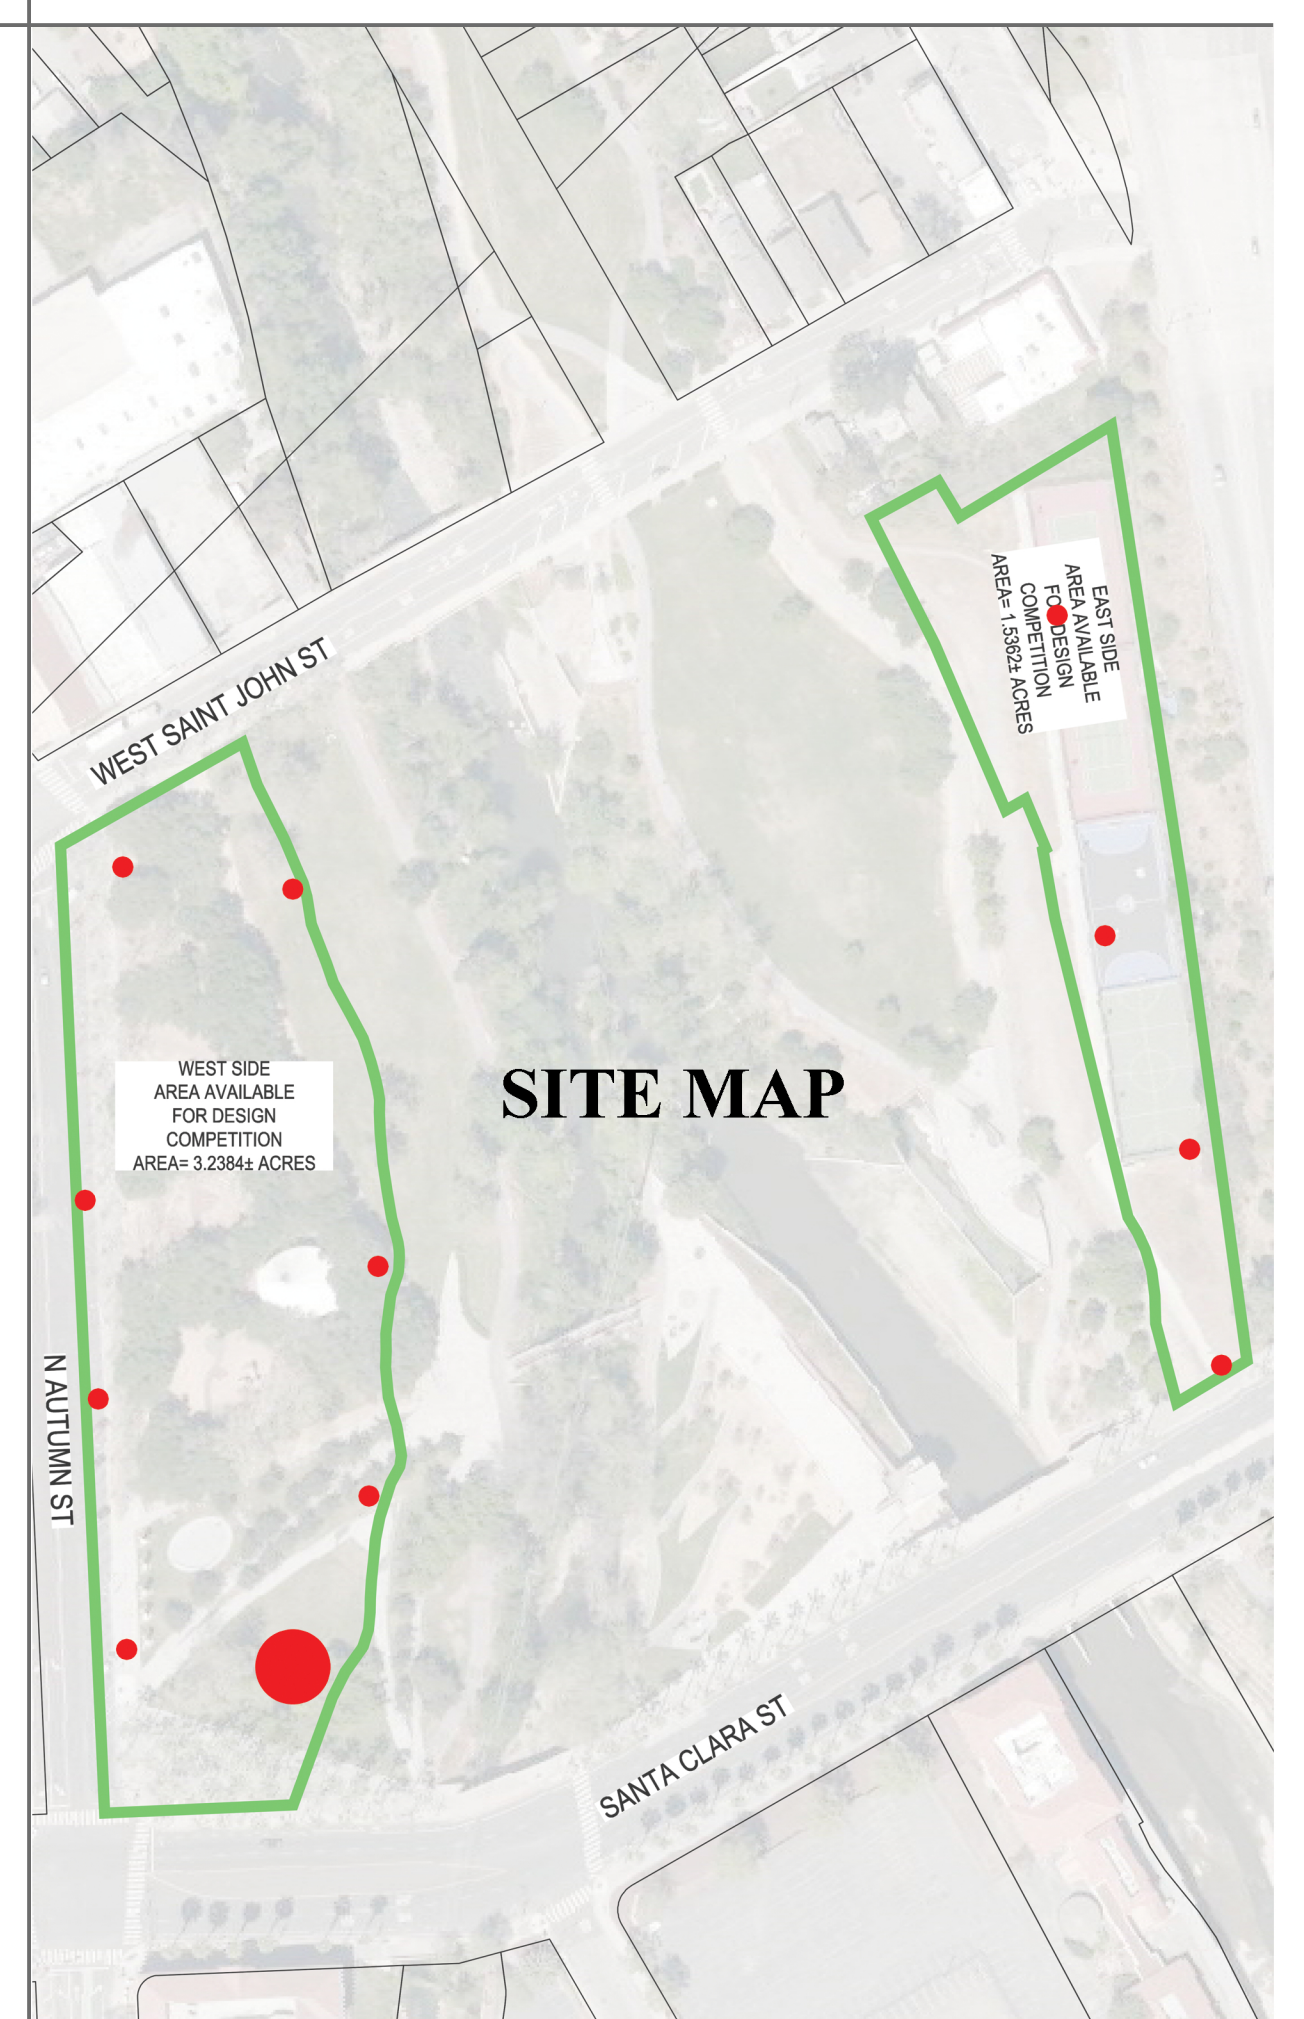 EAST SIDE
AREA AVAILABLE
FOR DESIGN
COMPETITION
AREA= 1.5362± ACRES
WEST SAINT JOHN ST
WEST SIDE
AREA AVAILABLE
FOR DESIGN
COMPETITION
AREA= 3.2384± ACRES
SITE MAP
N AUTUMN ST
SANTA CLARA ST